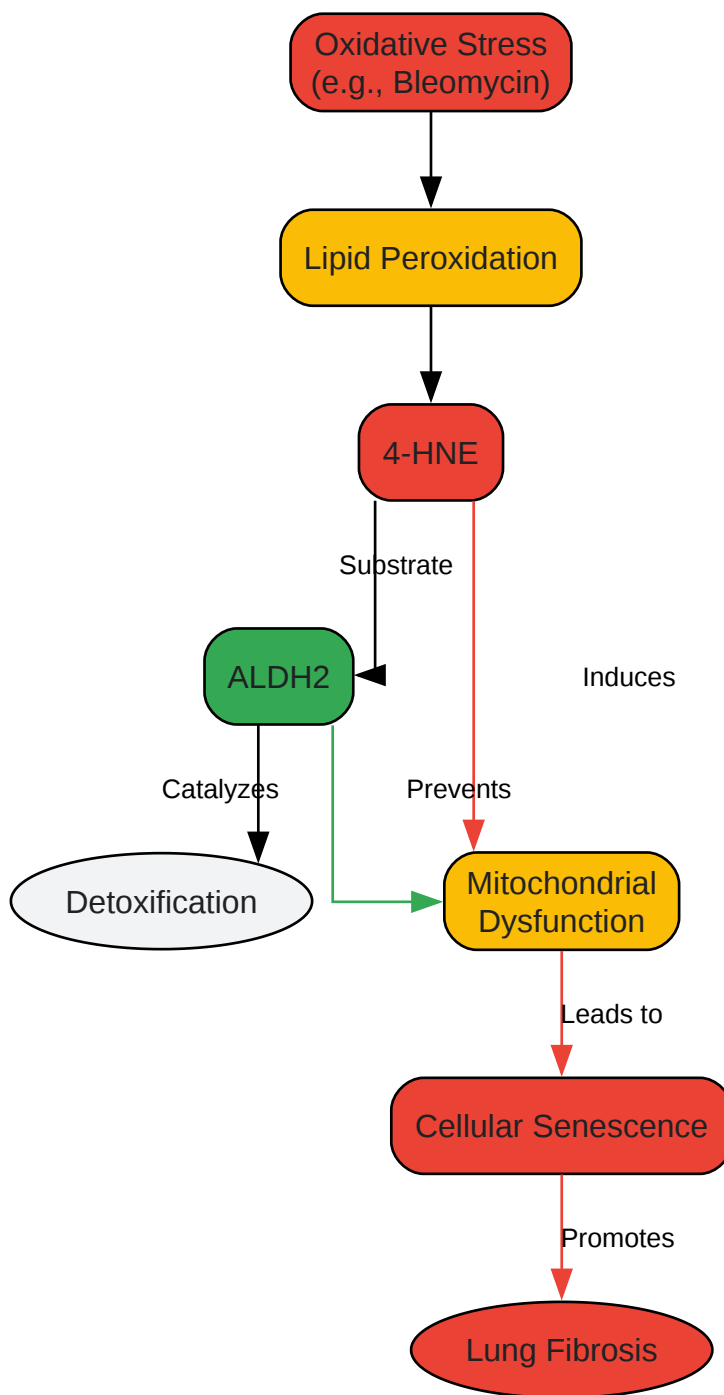 Oxidative Stress
(e.g., Bleomycin)
Lipid Peroxidation
4-HNE
Substrate
ALDH2
Induces
Catalyzes
Prevents
Detoxification
Mitochondrial
Dysfunction
Leads to
Cellular Senescence
Promotes
Lung Fibrosis